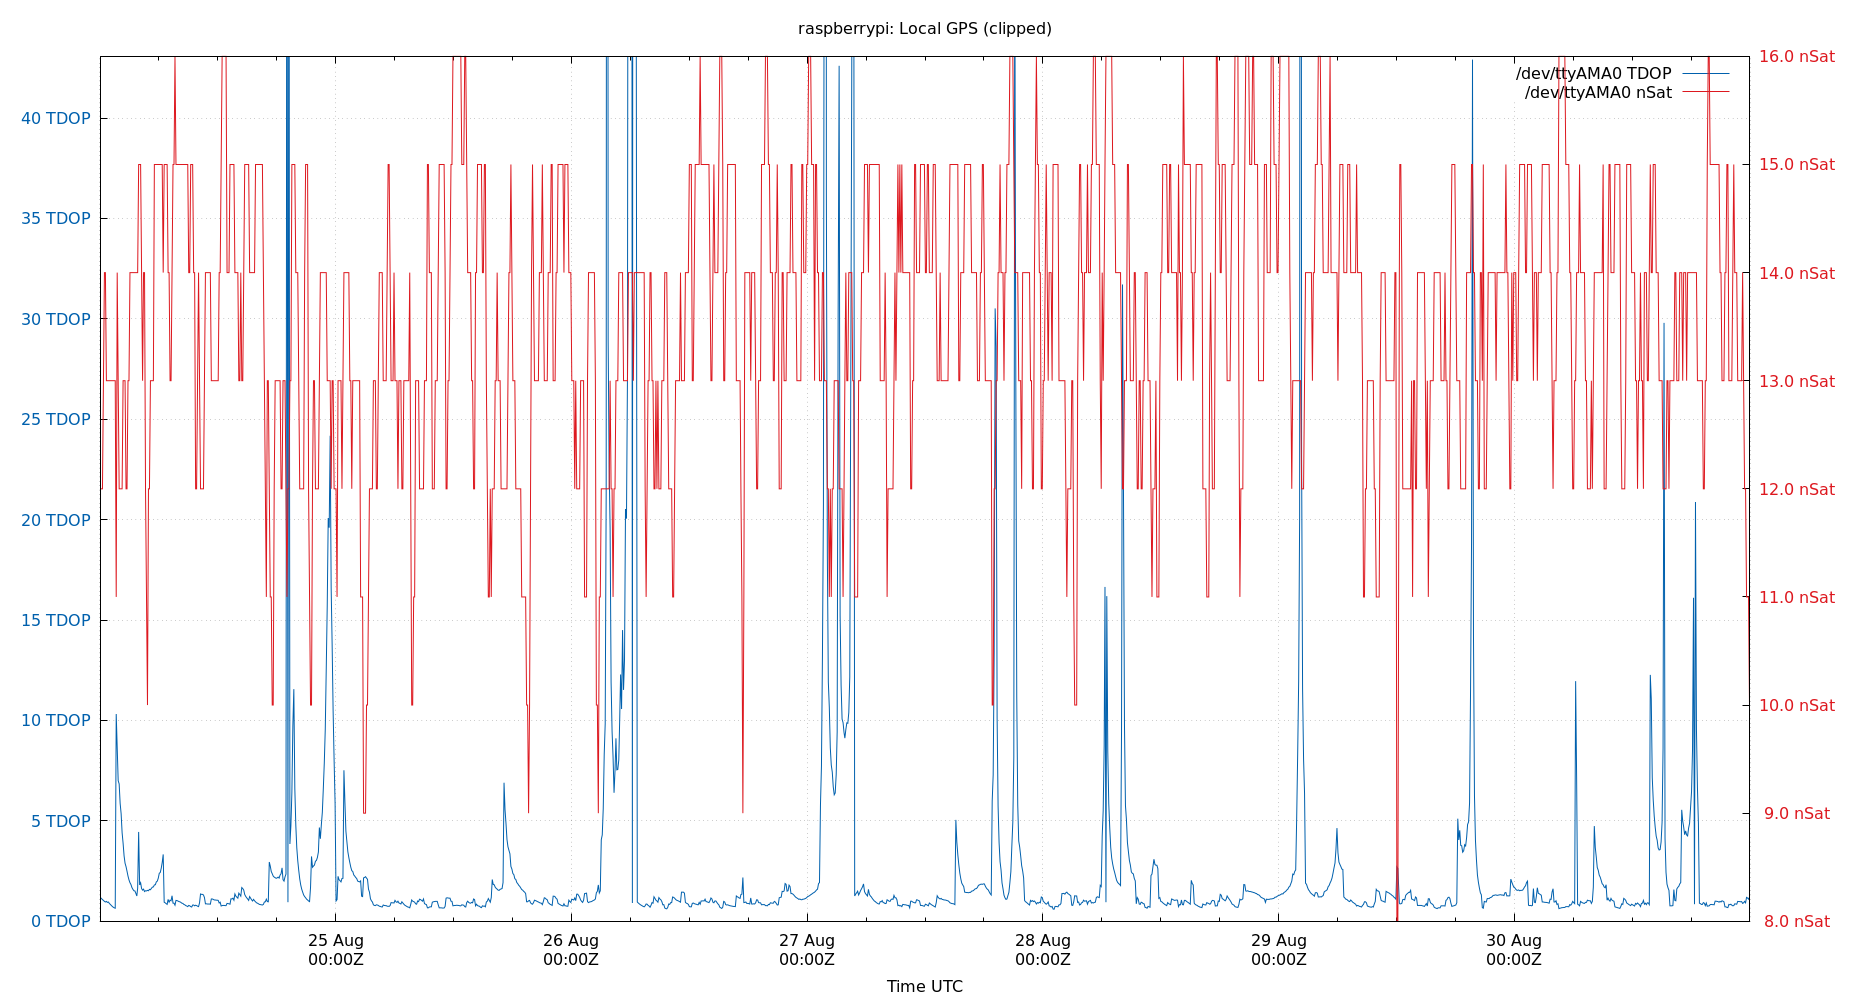 raspberrypi: Local GPS (clipped)
/dev/ttyAMA0 TDOP
/dev/ttyAMA0 nSat
40 TDOP
35 TDOP
30 TDOP
25 TDOP
20 TDOP
15 TDOP
10 TDOP
5 TDOP
0 TDOP
16.0 nSat
15.0 nSat
14.0 nSat
13.0 nSat
12.0 nSat
11.0 nSat
10.0 nSat
9.0 nSat
8.0 nSat
25 Aug
00:00Z
26 Aug
00:00Z
27 Aug
00:00Z
28 Aug
00:00Z
29 Aug
00:00Z
30 Aug
00:00Z
Time UTC